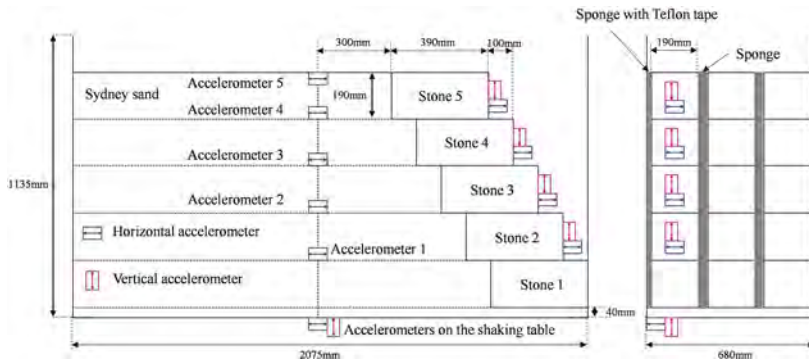 Sponge with Teflon tape
300mm
390mm
100mm
190mm
Sponge
Accelerometer 5
Sydney sand
190mm
Stone 5
Accelerometer 4
Stone 4
Accelerometer 3
1135mm
Stone 3
Accelerometer 2
Horizontal accelerometer
Accelerometer 1
Stone 2
Vertical accelerometer
Stone 1
40mm
Accelerometers on the shaking table
2075mm
680mm